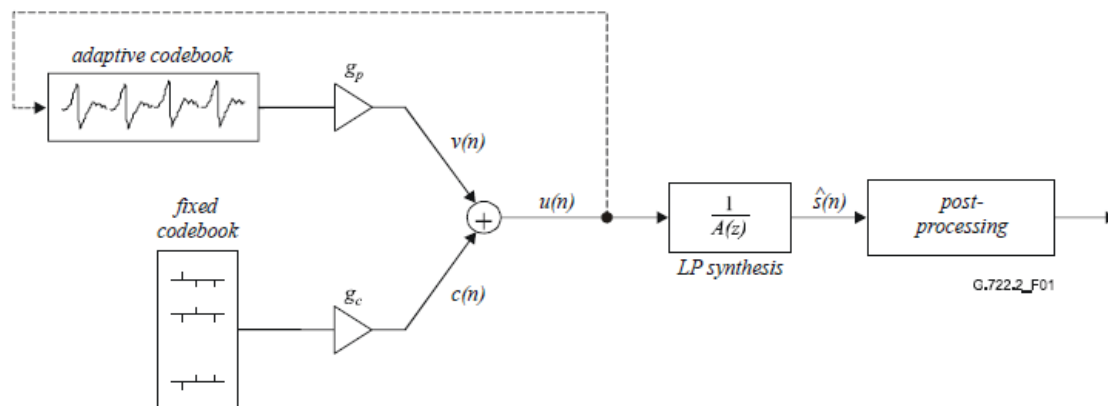 adaptive codebook
g_p
v(n)
fixed
codebook
u(n)
+
1
A(z)
ŝ(n)
post-
processing
LP synthesis
g_c
c(n)
G.722.2_F01